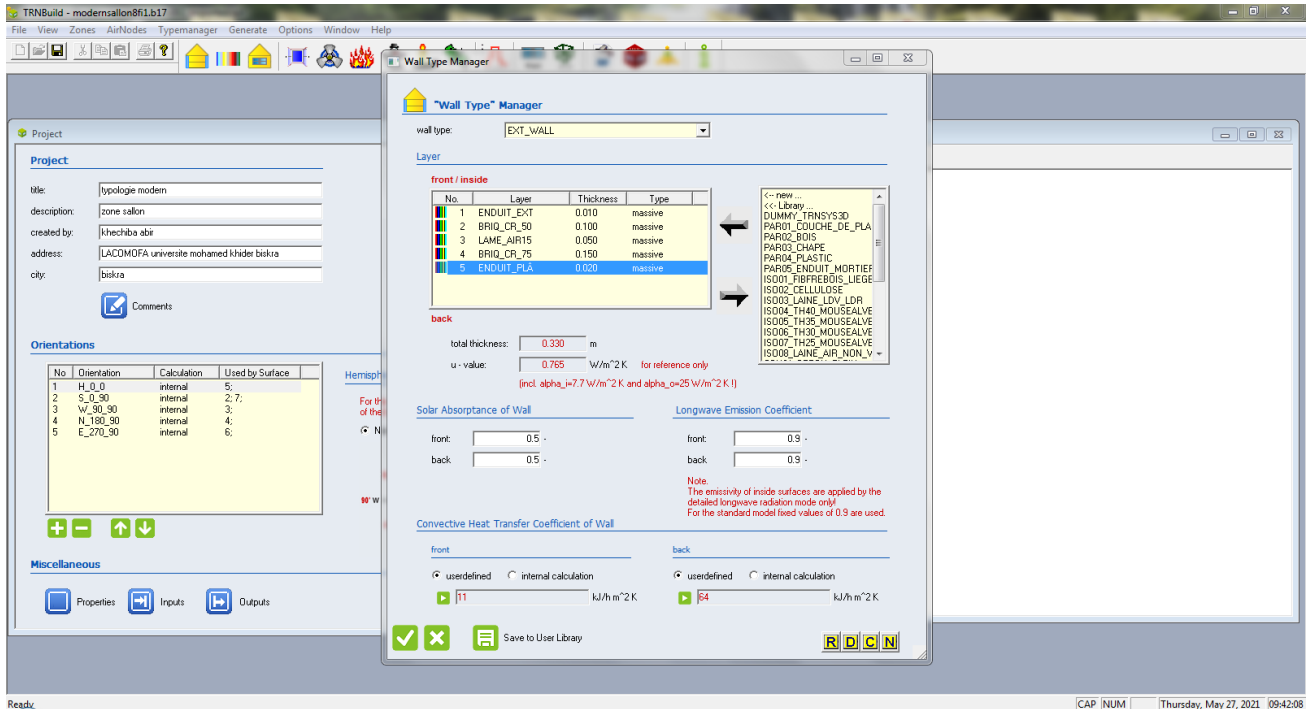 TRNBuild - modernsallon8fi1.b17
File View Zones AirNodes Typemanager Generate Options Window Help
Project
Project
title: typologie modern
description: zone sallon
created by: khechiba abir
address: LACOMOFA universite mohamed khider biskra
city: biskra
Comments
Orientations
No Orientation Calculation Used by Surface
1 H_0_0 internal 5;
2 S_0_90 internal 2; 7;
3 W_90_90 internal 3;
4 N_180_90 internal 4;
5 E_270_90 internal 6;
Hemisph
For th
of the
N
90° W
Miscellaneous
Properties Inputs Outputs
Wall Type Manager
"Wall Type" Manager
wall type: EXT_WALL
Layer
front / inside
No. Layer Thickness Type
1 ENDUIT_EXT 0.010 massive
2 BRIQ_CR_50 0.100 massive
3 LAME_AIR15 0.050 massive
4 BRIQ_CR_75 0.150 massive
5 ENDUIT_PLÂ 0.020 massive
back
<-- new ...
<<- Library ...
DUMMY_TRNSYS3D
PAR01_COUCHE_DE_PLA
PAR02_BOIS
PAR03_CHAPE
PAR04_PLASTIC
PAR05_ENDUIT_MORTIER
ISO01_FIBFREBOIS_LIEGE
ISO02_CELLULOSE
ISO03_LAINE_LDV_LDR
ISO04_TH40_MOUSEALVE
ISO05_TH35_MOUSEALVE
ISO06_TH30_MOUSEALVE
ISO07_TH25_MOUSEALVE
ISO08_LAINE_AIR_NON_V
total thickness: 0.330 m
u - value: 0.765 W/m^2 K for reference only
(incl. alpha_i=7.7 W/m^2 K and alpha_o=25 W/m^2 K !)
Solar Absorptance of Wall
front: 0.5 -
back 0.5 -
Longwave Emission Coefficient
front: 0.9 -
back 0.9 -
Note.
The emissivity of inside surfaces are applied by the
detailed longwave radiation mode only!
For the standard model fixed values of 0.9 are used.
Convective Heat Transfer Coefficient of Wall
front
userdefined internal calculation
11 kJ/h m^2 K
back
userdefined internal calculation
64 kJ/h m^2 K
Save to User Library
R D C N
Ready
CAP NUM Thursday, May 27, 2021 09:42:08